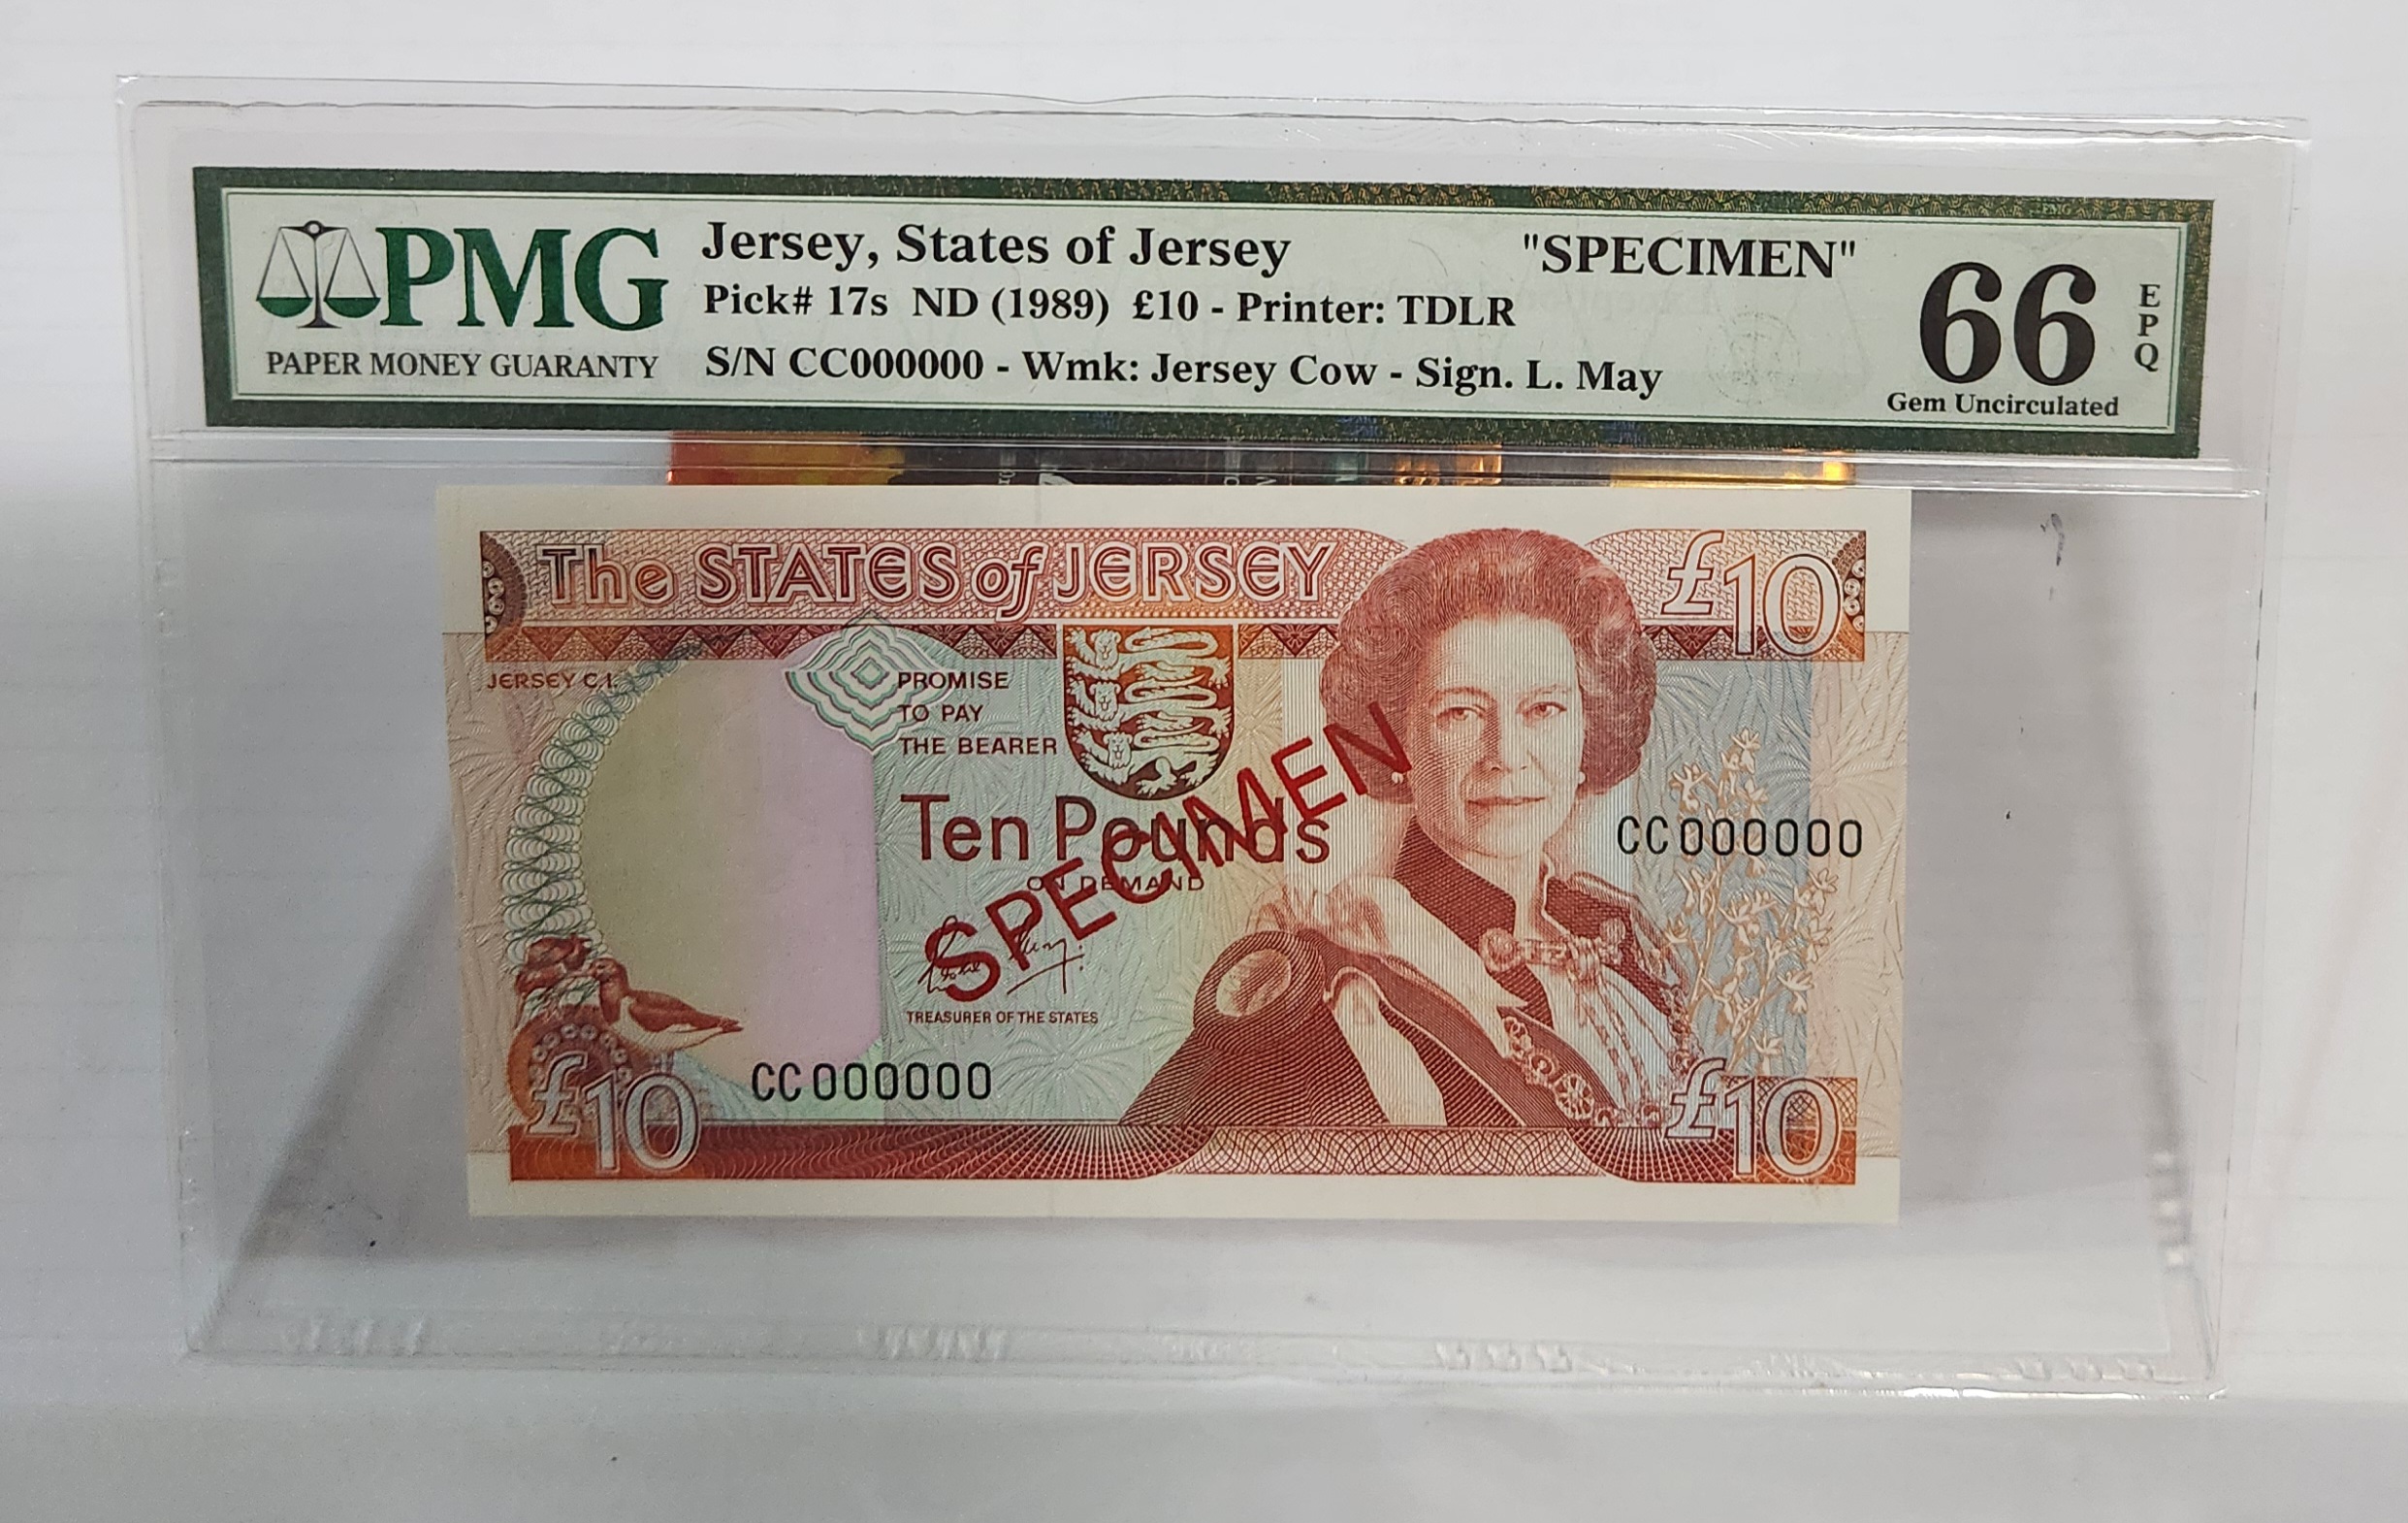 PMG
PAPER MONEY GUARANTY
Jersey, States of Jersey "SPECIMEN"
Pick# 17s ND (1989) £10 - Printer: TDLR
S/N CC000000 - Wmk: Jersey Cow - Sign. L. May
66
EPQ
Gem Uncirculated
The STATES of JERSEY
£10
JERSEY C.I.
PROMISE
TO PAY
THE BEARER
Ten Pounds
ON DEMAND
SPECIMEN
CC000000
TREASURER OF THE STATES
CC000000
£10
£10